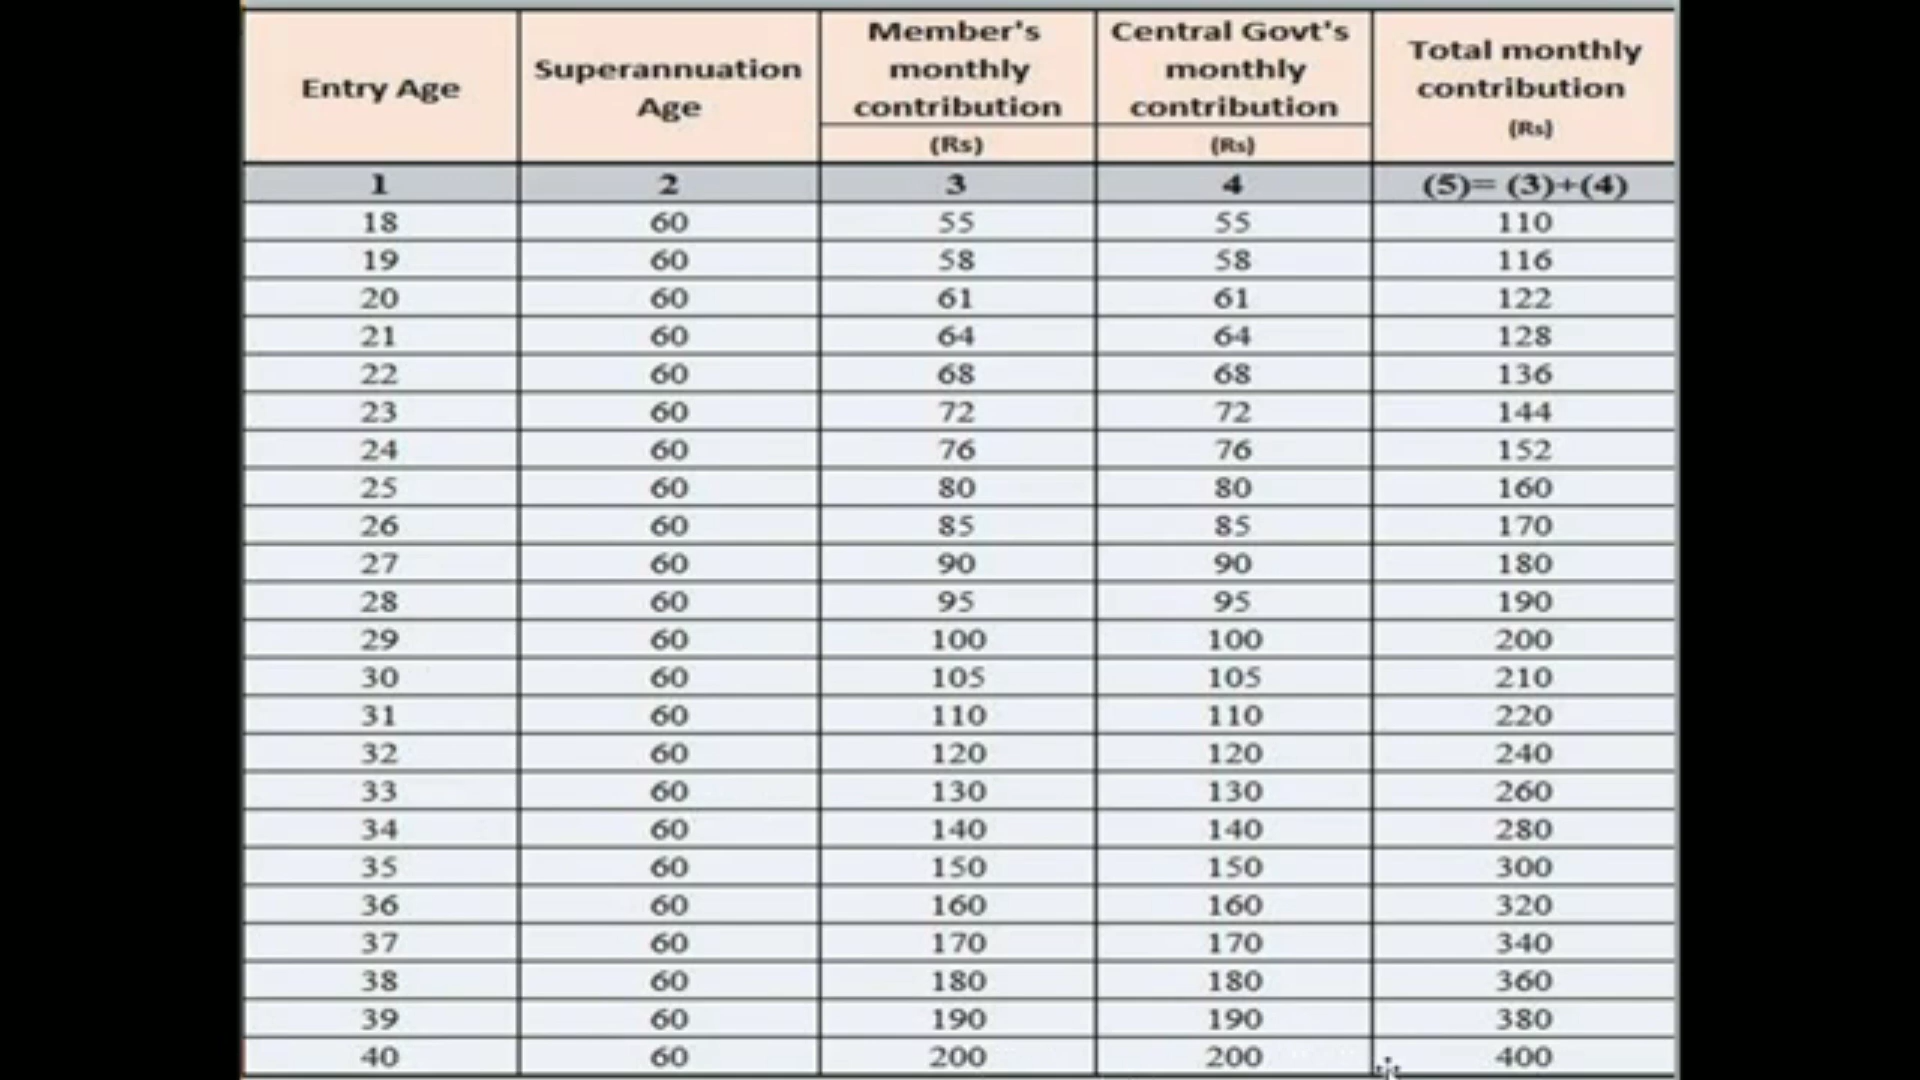 Entry Age Superannuation Age Member's monthly contribution (Rs) Central Govt's monthly contribution (Rs) Total monthly contribution (Rs)
1 2 3 4 (5)= (3)+(4)
18 60 55 55 110
19 60 58 58 116
20 60 61 61 122
21 60 64 64 128
22 60 68 68 136
23 60 72 72 144
24 60 76 76 152
25 60 80 80 160
26 60 85 85 170
27 60 90 90 180
28 60 95 95 190
29 60 100 100 200
30 60 105 105 210
31 60 110 110 220
32 60 120 120 240
33 60 130 130 260
34 60 140 140 280
35 60 150 150 300
36 60 160 160 320
37 60 170 170 340
38 60 180 180 360
39 60 190 190 380
40 60 200 200 400